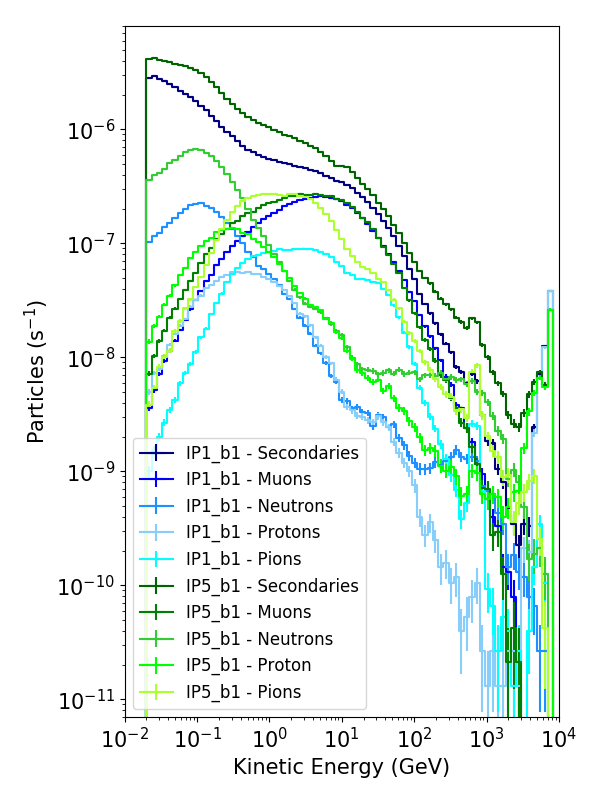 Particles (s⁻¹)
10⁻⁶
10⁻⁷
10⁻⁸
10⁻⁹
10⁻¹⁰
10⁻¹¹
IP1_b1 - Secondaries
IP1_b1 - Muons
IP1_b1 - Neutrons
IP1_b1 - Protons
IP1_b1 - Pions
IP5_b1 - Secondaries
IP5_b1 - Muons
IP5_b1 - Neutrons
IP5_b1 - Proton
IP5_b1 - Pions
10⁻² 10⁻¹ 10⁰ 10¹ 10² 10³ 10⁴
Kinetic Energy (GeV)